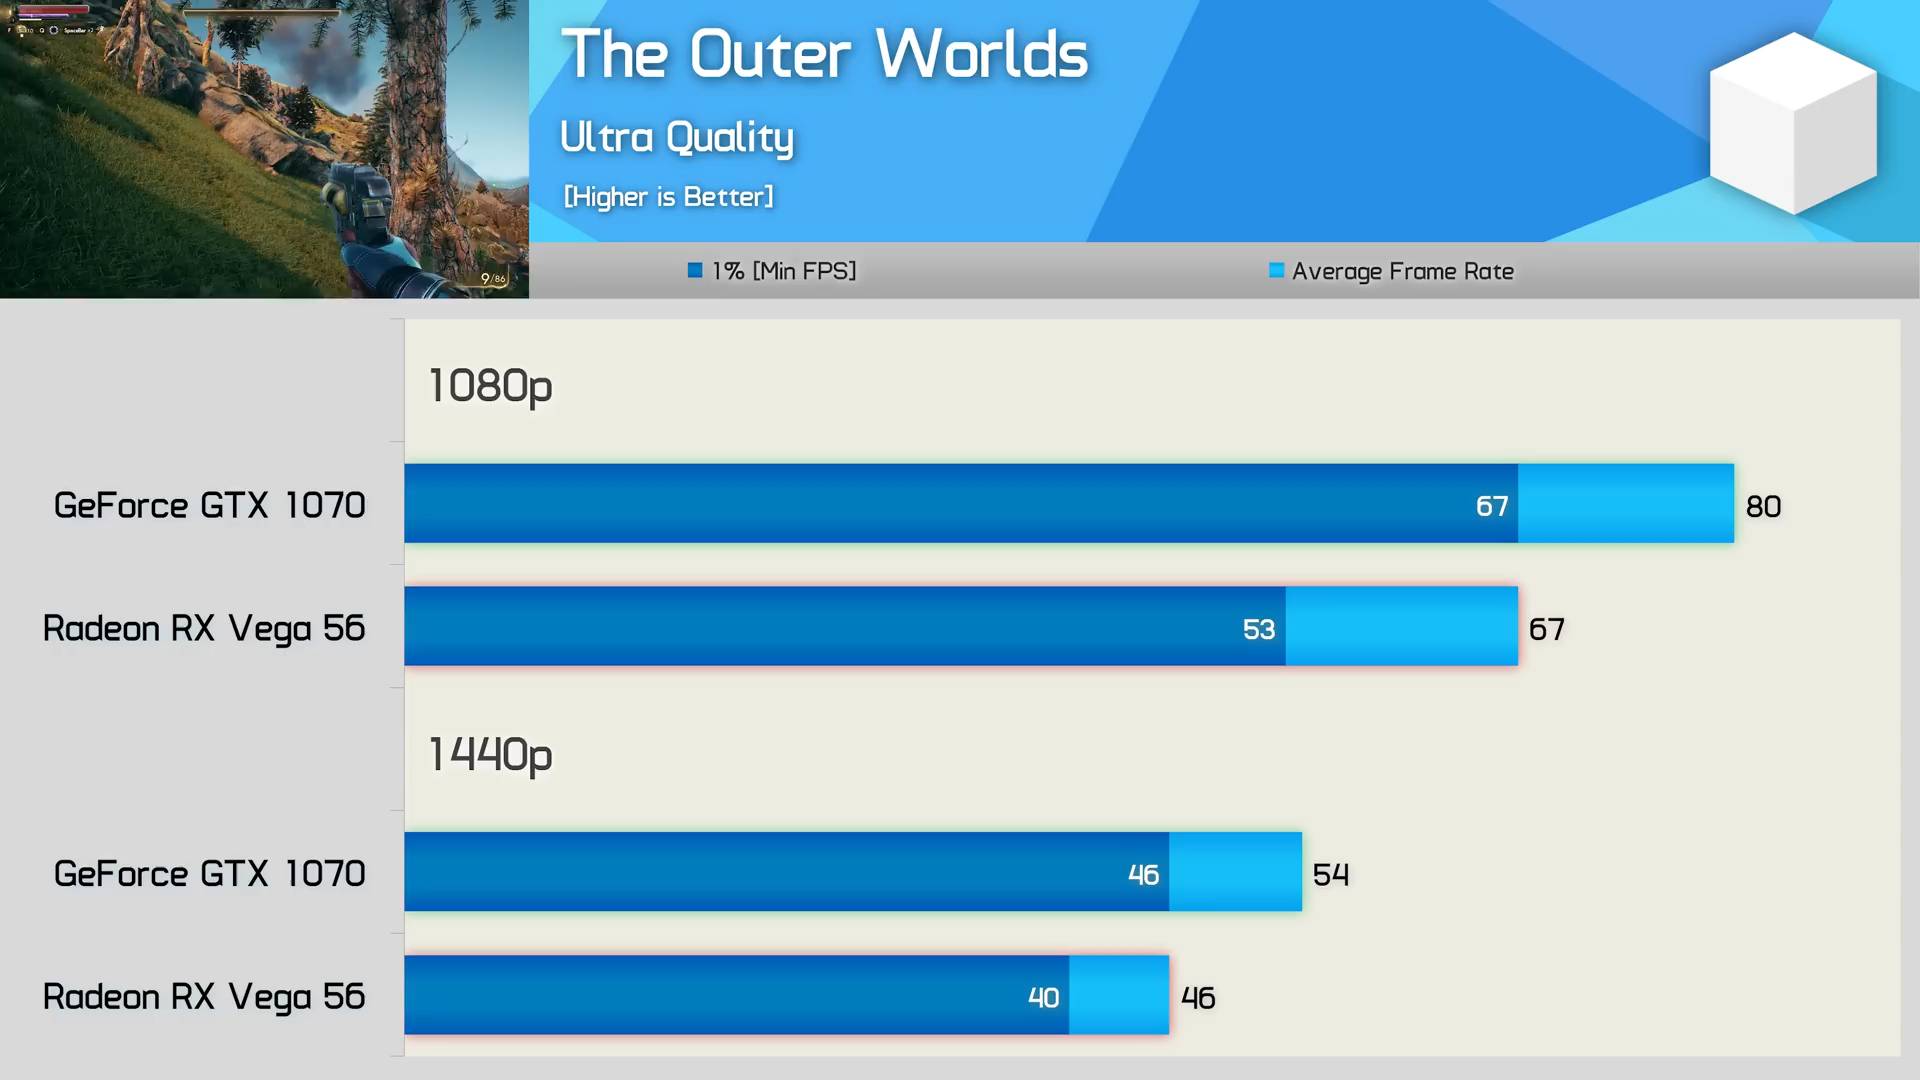 The Outer Worlds
Ultra Quality
[Higher is Better]
9/86
1% [Min FPS]
Average Frame Rate
1080p
GeForce GTX 1070
67
80
Radeon RX Vega 56
53
67
1440p
GeForce GTX 1070
46
54
Radeon RX Vega 56
40
46